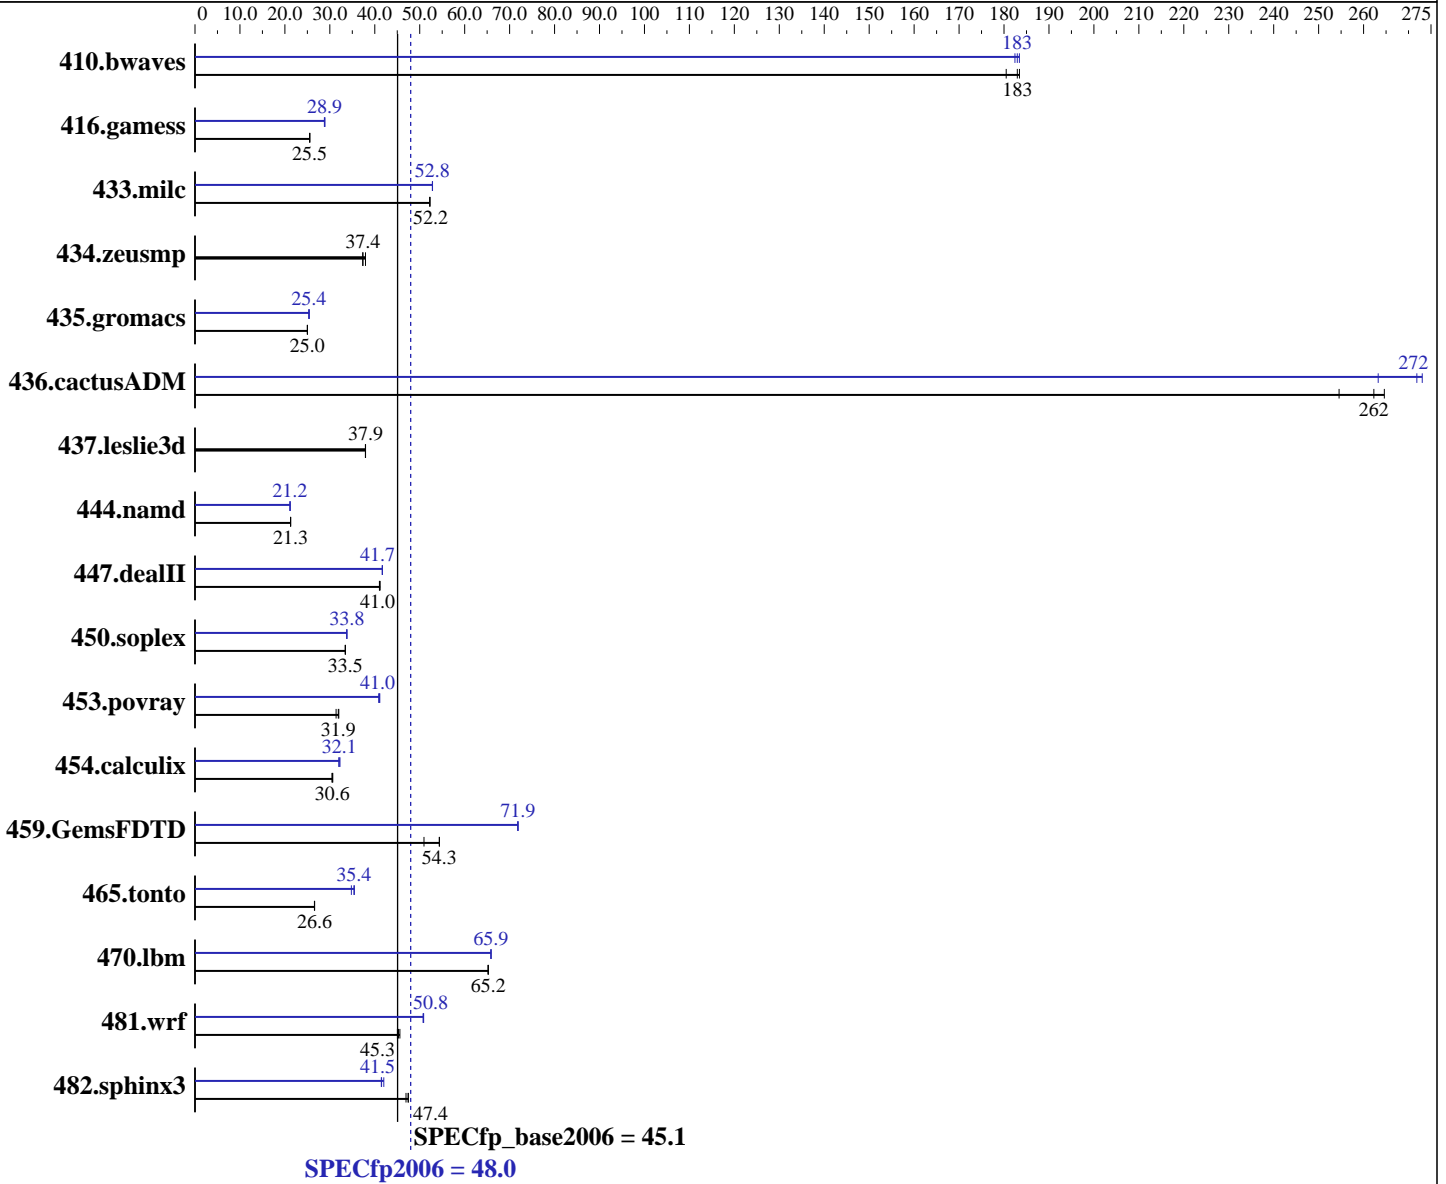 0 10.0 20.0 30.0 40.0 50.0 60.0 70.0 80.0 90.0 100 110 120 130 140 150 160 170 180 190 200 210 220 230 240 250 260 275
183
410.bwaves
183
28.9
416.gamess
25.5
52.8
433.milc
52.2
37.4
434.zeusmp
25.4
435.gromacs
25.0
272
436.cactusADM
262
37.9
437.leslie3d
21.2
444.namd
21.3
41.7
447.dealII
41.0
33.8
450.soplex
33.5
41.0
453.povray
31.9
32.1
454.calculix
30.6
71.9
459.GemsFDTD
54.3
35.4
465.tonto
26.6
65.9
470.lbm
65.2
50.8
481.wrf
45.3
41.5
482.sphinx3
47.4
SPECfp_base2006 = 45.1
SPECfp2006 = 48.0